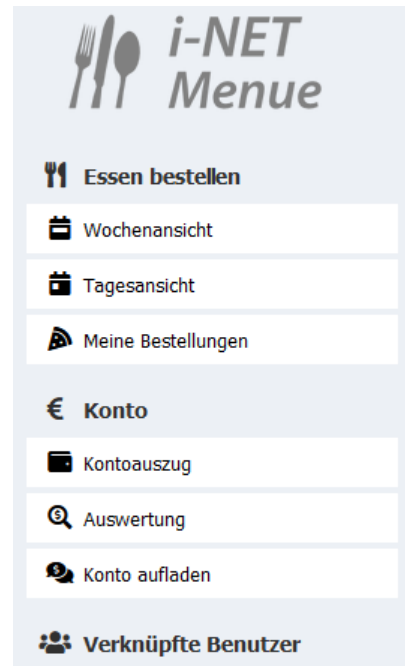 i-NET
Menue
Essen bestellen
Wochenansicht
Tagesansicht
Meine Bestellungen
€ Konto
Kontoauszug
Auswertung
Konto aufladen
Verknüpfte Benutzer